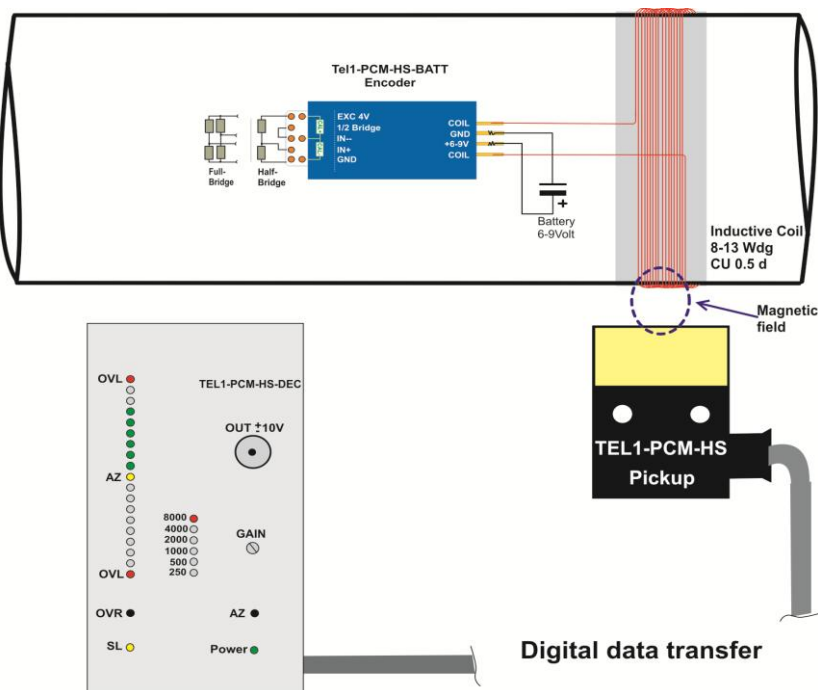 Tel1-PCM-HS-BATT
Encoder
EXC 4V
1/2 Bridge
IN--
IN+
GND
COIL
GND
+6-9V
COIL
Full-
Bridge
Half-
Bridge
+
Battery
6-9Volt
Inductive Coil
8-13 Wdg
CU 0.5 d
Magnetic
field
TEL1-PCM-HS
Pickup
TEL1-PCM-HS-DEC
OVL
OUT ±10V
AZ
8000
4000
2000
1000
500
250
GAIN
OVL
OVR
AZ
SL
Power
Digital data transfer